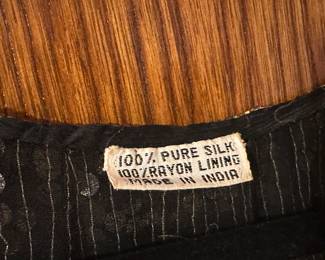 100% PURE SILK
100% RAYON LINING
MADE IN INDIA